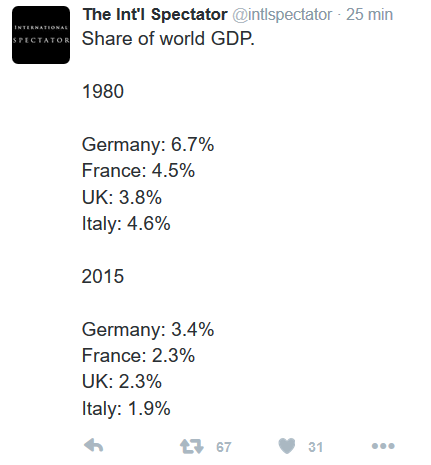 INTERNATIONAL
SPECTATOR
The Int'l Spectator @intlspectator · 25 min
Share of world GDP.
1980
Germany: 6.7%
France: 4.5%
UK: 3.8%
Italy: 4.6%
2015
Germany: 3.4%
France: 2.3%
UK: 2.3%
Italy: 1.9%
67 31